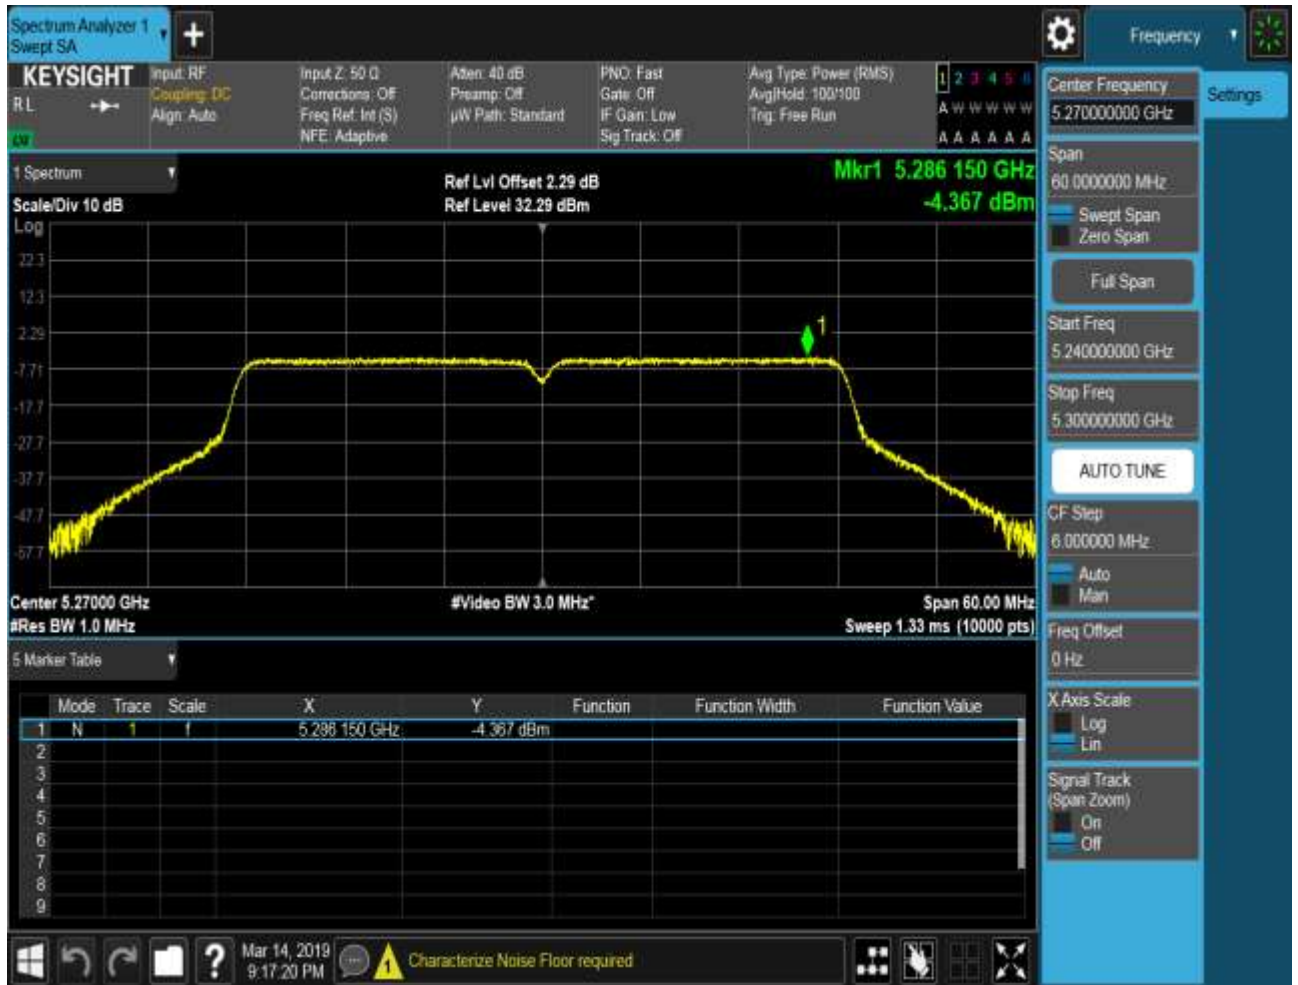 Spectrum Analyzer 1
Swept SA
+
Frequency
KEYSIGHT
RL
Input: RF
Coupling: DC
Align: Auto
Input Z: 50 Ω
Corrections: Off
Freq Ref: Int (S)
NFE: Adaptive
Atten: 40 dB
Preamp: Off
µW Path: Standard
PNO: Fast
Gate: Off
IF Gain: Low
Sig Track: Off
Avg Type: Power (RMS)
Avg|Hold: 100/100
Trig: Free Run
1 2 3 4 5 6
A W W W W W
A A A A A A
1 Spectrum
Scale/Div 10 dB
Ref Lvl Offset 2.29 dB
Ref Level 32.29 dBm
Mkr1 5.286 150 GHz
-4.367 dBm
Log
22.3
12.3
2.29
-7.71
-17.7
-27.7
-37.7
-47.7
-57.7
1
Center 5.27000 GHz
#Res BW 1.0 MHz
#Video BW 3.0 MHz*
Span 60.00 MHz
Sweep 1.33 ms (10000 pts)
5 Marker Table
Mode Trace Scale X Y Function Function Width Function Value
1 N 1 f 5.286 150 GHz -4.367 dBm
2
3
4
5
6
7
8
9
Mar 14, 2019
9:17:20 PM
?
1
Characterize Noise Floor required
Center Frequency
5.270000000 GHz
Settings
Span
60.0000000 MHz
Swept Span
Zero Span
Full Span
Start Freq
5.240000000 GHz
Stop Freq
5.300000000 GHz
AUTO TUNE
CF Step
6.000000 MHz
Auto
Man
Freq Offset
0 Hz
X Axis Scale
Log
Lin
Signal Track
(Span Zoom)
On
Off